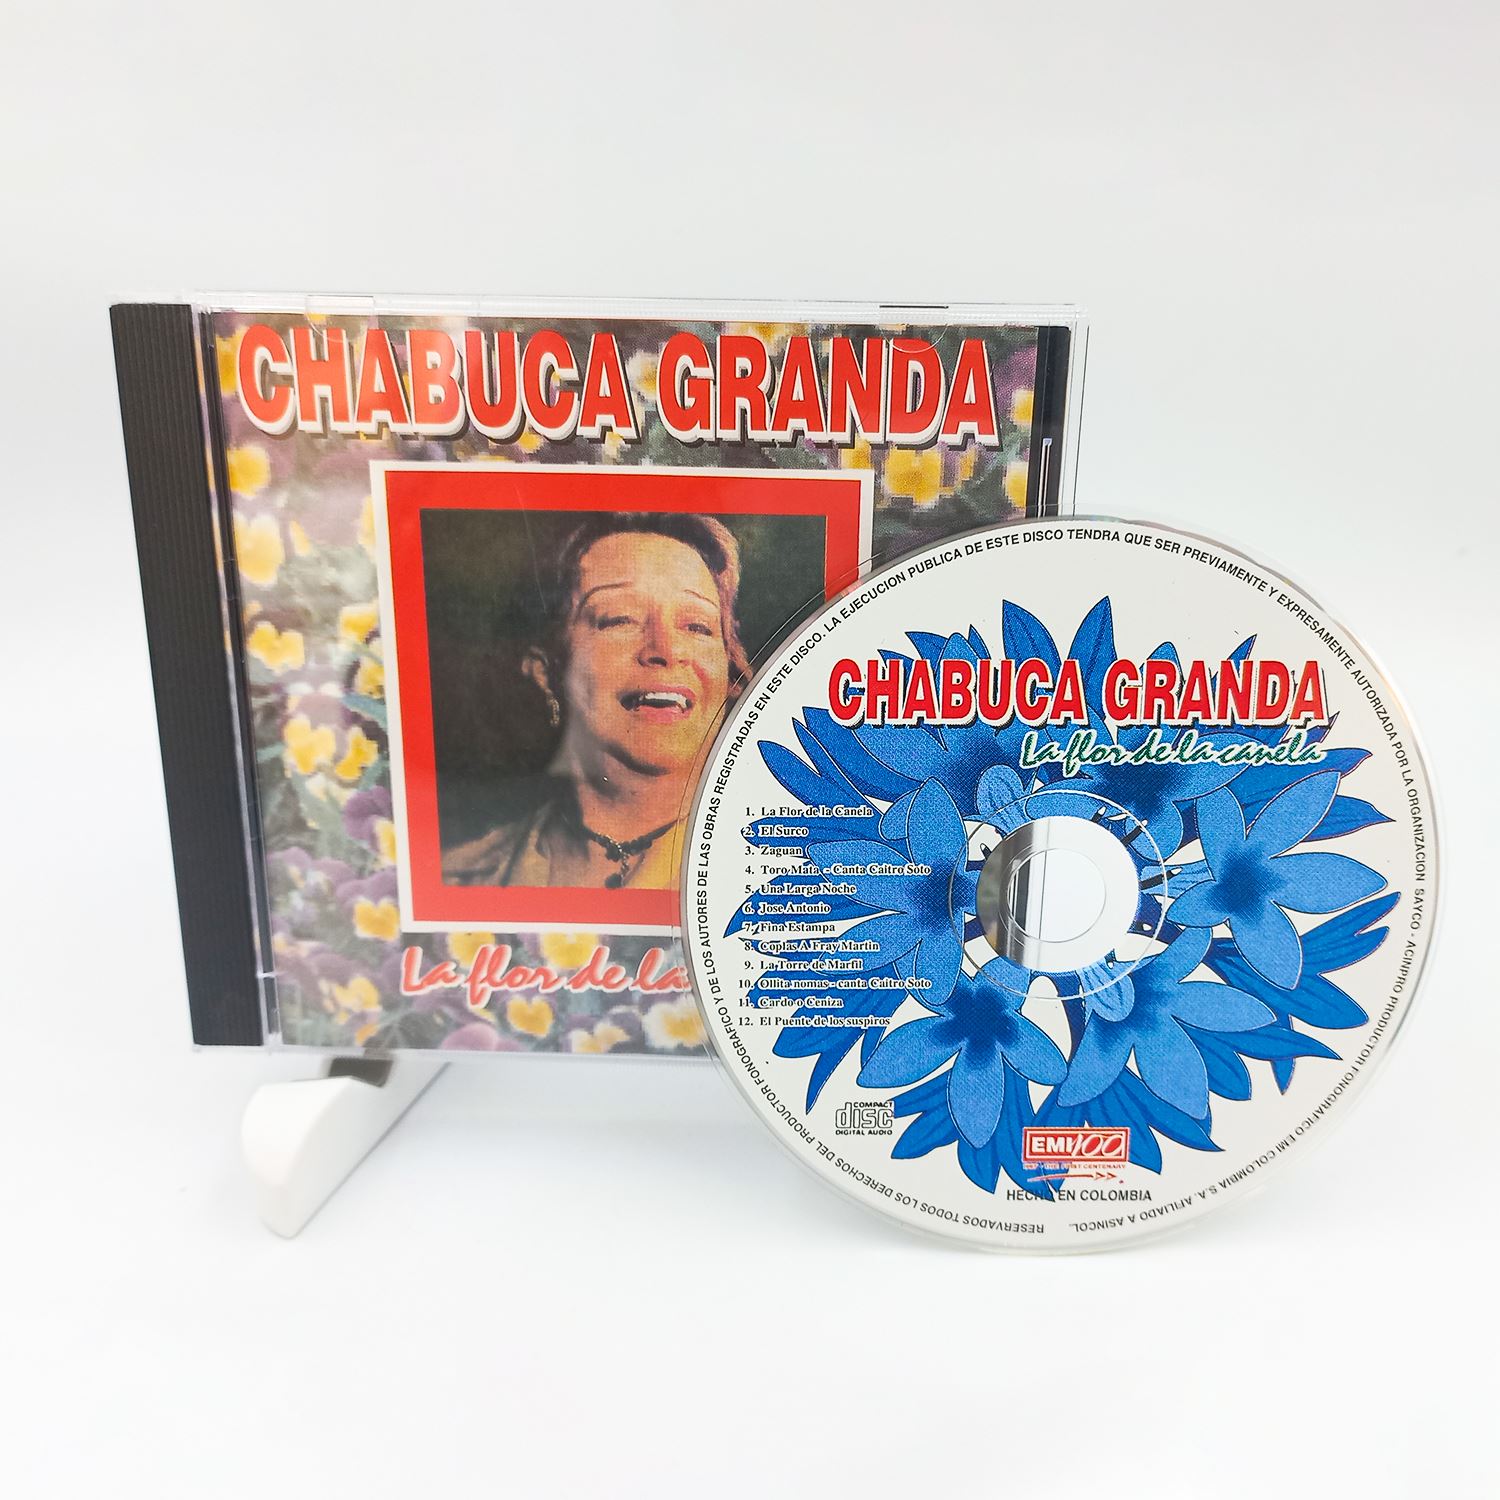 CHABUCA GRANDA
La flor de la
CHABUCA GRANDA
La flor de la canela
1. La Flor de la Canela
2. El Surco
3. Zaguan
4. Toro Mata - Canta Caitro Soto
5. Una Larga Noche
6. Jose Antonio
7. Fina Estampa
8. Coplas A Fray Martin
9. La Torre de Marfil
10. Ollita nomas - canta Caitro Soto
11. Cardo o Ceniza
12. El Puente de los suspiros
COMPACT
disc
DIGITAL AUDIO
EMI100
THE FIRST CENTENARY
HECHO EN COLOMBIA
RESERVADOS TODOS LOS DERECHOS DEL PRODUCTOR FONOGRAFICO Y DE LOS AUTORES DE LAS OBRAS REGISTRADAS EN ESTE DISCO. LA EJECUCION PUBLICA DE ESTE DISCO TENDRA QUE SER PREVIAMENTE Y EXPRESAMENTE AUTORIZADA POR LA ORGANIZACION SAYCO - ACINPRO PRODUCTOR FONOGRAFICO EMI COLOMBIA S.A. AFILIADO A ASINCOL.